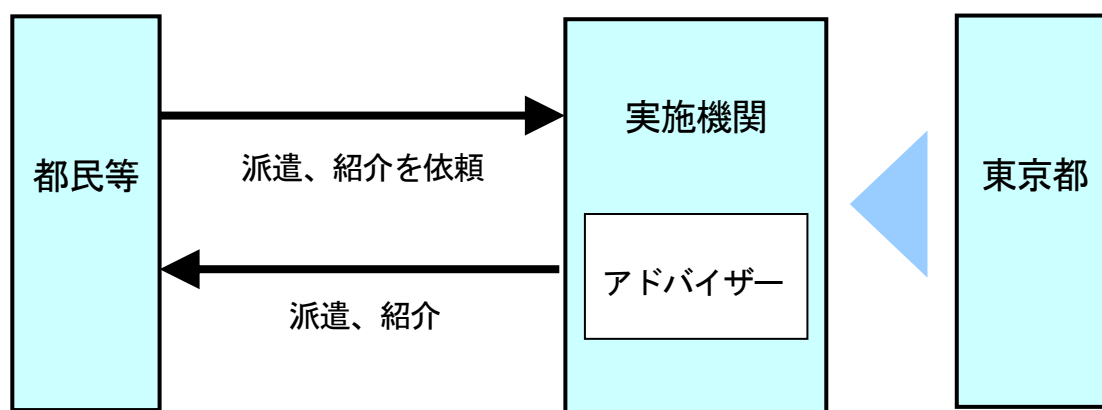 都民等
派遣、紹介を依頼
派遣、紹介
実施機関
アドバイザー
東京都